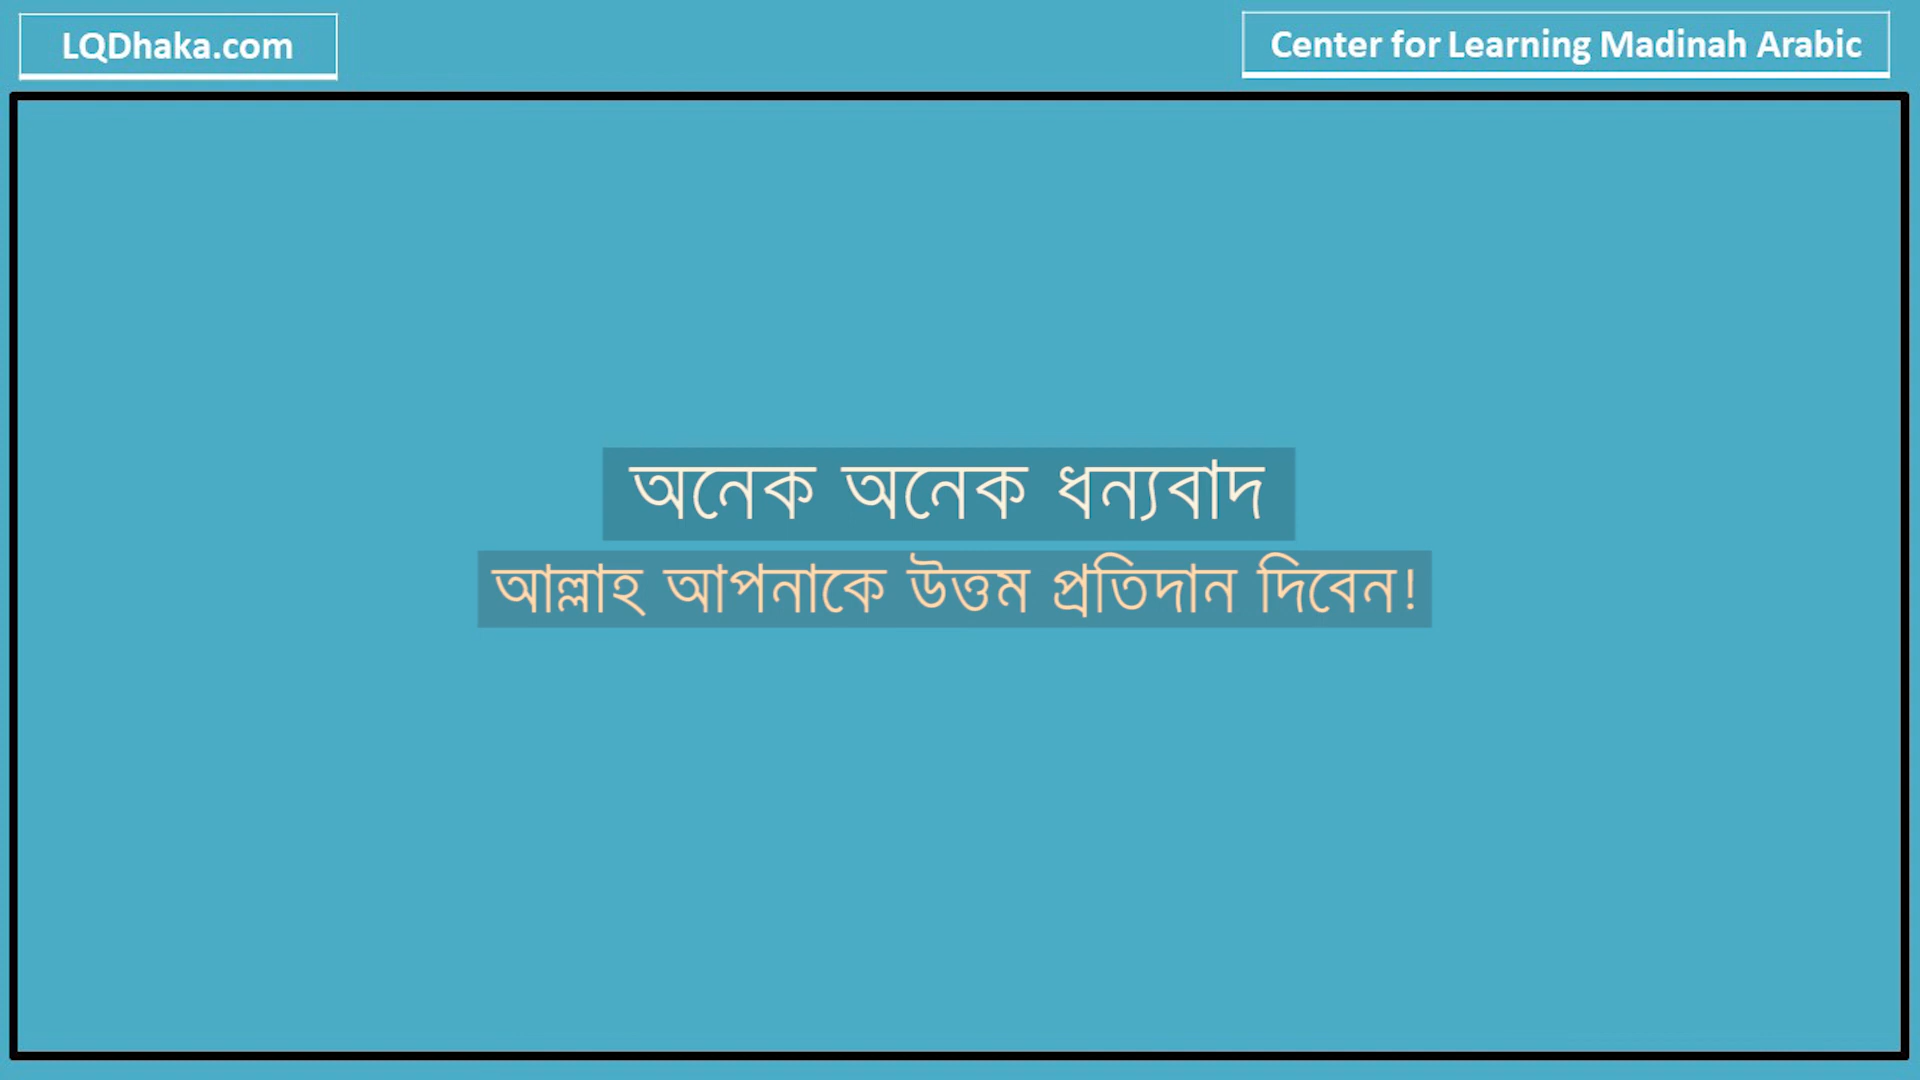 LQDhaka.com
Center for Learning Madinah Arabic
অনেক অনেক ধন্যবাদ
আল্লাহ আপনাকে উত্তম প্রতিদান দিবেন!